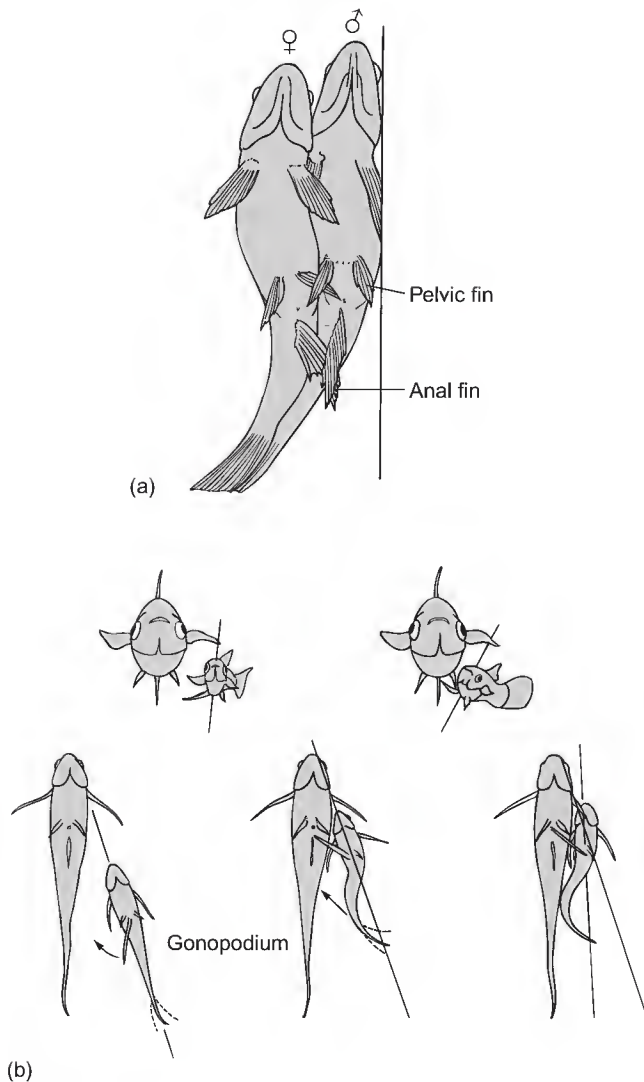 ♀ ♂
Pelvic fin
Anal fin
(a)
Gonopodium
(b)